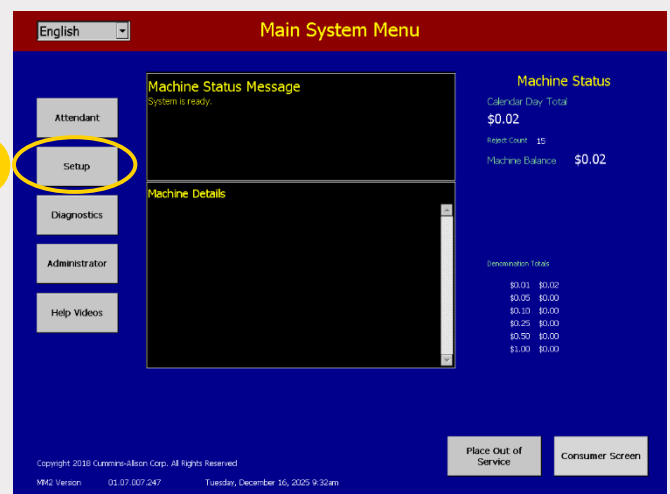 English
Main System Menu
Machine Status Message
System is ready.
Machine Status
Calendar Day Total
$0.02
Reject Count 15
Machine Balance $0.02
Attendant
Setup
Diagnostics
Administrator
Help Videos
Machine Details
Denomination Totals
$0.01 $0.02
$0.05 $0.00
$0.10 $0.00
$0.25 $0.00
$0.50 $0.00
$1.00 $0.00
Place Out of
Service
Consumer Screen
Copyright 2018 Cummins-Allison Corp. All Rights Reserved
MM2 Version 01.07.007.247 Tuesday, December 16, 2025 9:32am